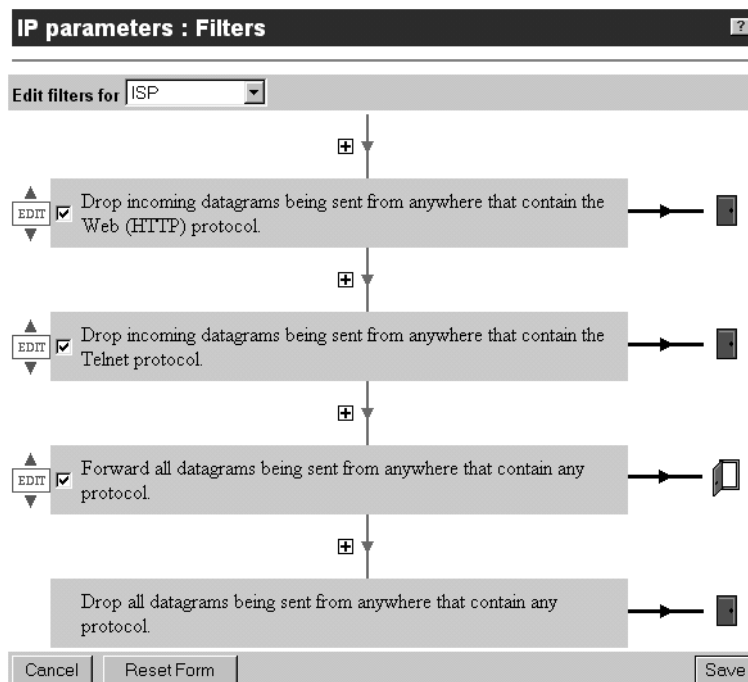 IP parameters : Filters
?
Edit filters for ISP
EDIT
Drop incoming datagrams being sent from anywhere that contain the
Web (HTTP) protocol.
EDIT
Drop incoming datagrams being sent from anywhere that contain the
Telnet protocol.
EDIT
Forward all datagrams being sent from anywhere that contain any
protocol.
Drop all datagrams being sent from anywhere that contain any
protocol.
Cancel Reset Form Save